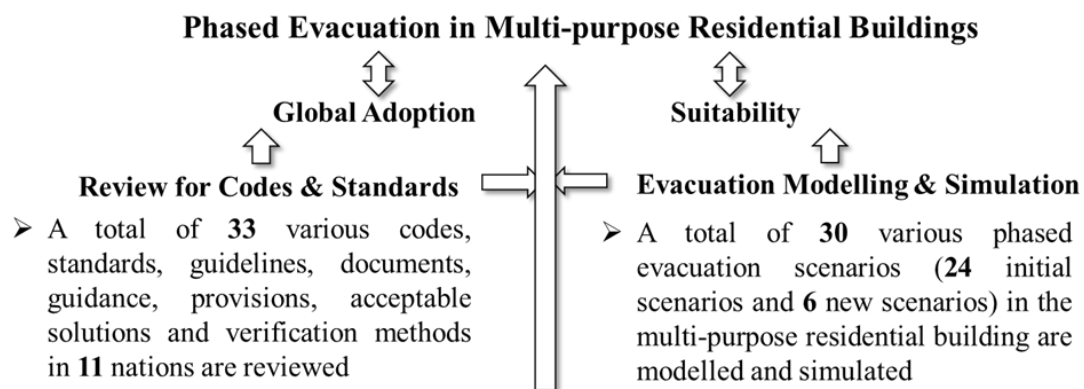 Phased Evacuation in Multi-purpose Residential Buildings
Global Adoption
Suitability
Review for Codes & Standards
➢ A total of 33 various codes,
standards, guidelines, documents,
guidance, provisions, acceptable
solutions and verification methods
in 11 nations are reviewed
Evacuation Modelling & Simulation
➢ A total of 30 various phased
evacuation scenarios (24 initial
scenarios and 6 new scenarios) in the
multi-purpose residential building are
modelled and simulated